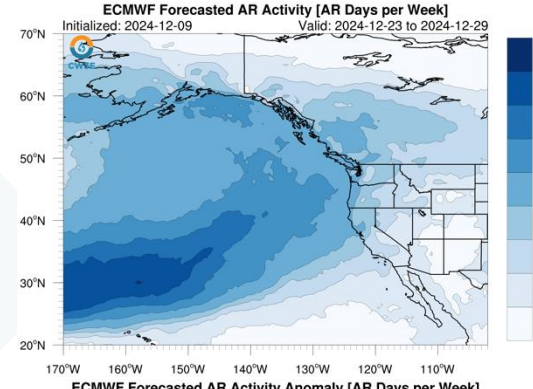 ECMWF Forecasted AR Activity [AR Days per Week]
Initialized: 2024-12-09 Valid: 2024-12-23 to 2024-12-29
70°N
CW3E
60°N
50°N
40°N
30°N
20°N
170°W 160°W 150°W 140°W 130°W 120°W 110°W
ECMWF Forecasted AR Activity Anomaly [AR Days per Week]